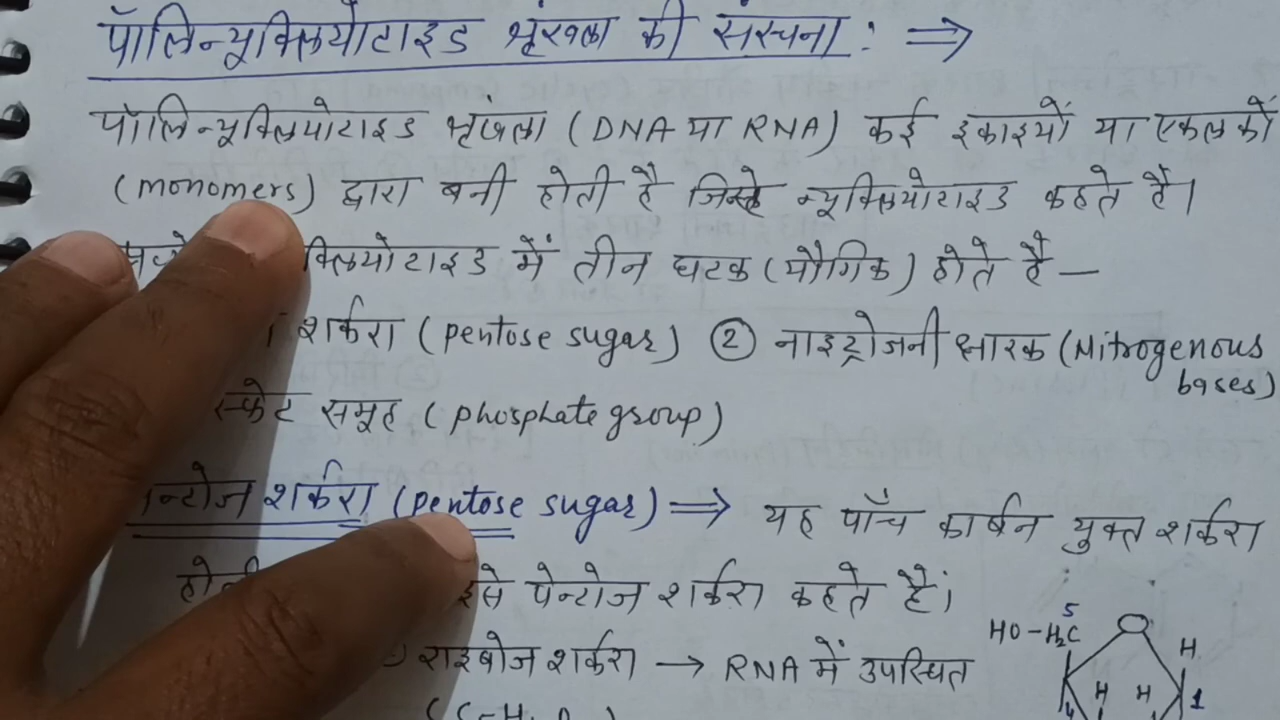 पॉलिन्यूक्लियोटाइड श्रृंखला की संरचना : ⇒
पॉलिन्यूक्लियोटाइड श्रृंखला (DNA या RNA) कई इकाइयों या एकलकों
(monomers) द्वारा बनी होती है जिसे न्यूक्लियोटाइड कहते हैं।
क्लियोटाइड में तीन घटक (यौगिक) होते हैं —
शर्करा (pentose sugar) ② नाइट्रोजनी क्षारक (Nitrogenous
bases)
स्फेट समूह (phosphate group)
न्टोज शर्करा (pentose sugar) ⇒ यह पाँच कार्बन युक्त शर्करा
इसे पेन्टोज शर्करा कहते हैं।
राइबोज शर्करा → RNA में उपस्थित
HO-H₂C 5
H
H H 1
4